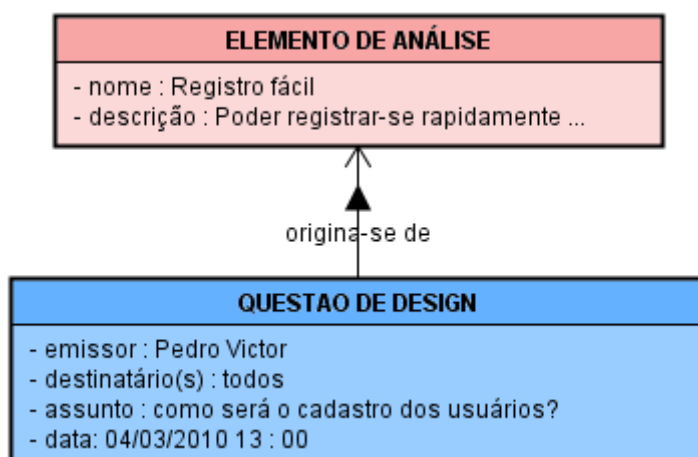 ELEMENTO DE ANÁLISE
- nome : Registro fácil
- descrição : Poder registrar-se rapidamente ...
origina-se de
QUESTAO DE DESIGN
- emissor : Pedro Victor
- destinatário(s) : todos
- assunto : como será o cadastro dos usuários?
- data: 04/03/2010 13 : 00